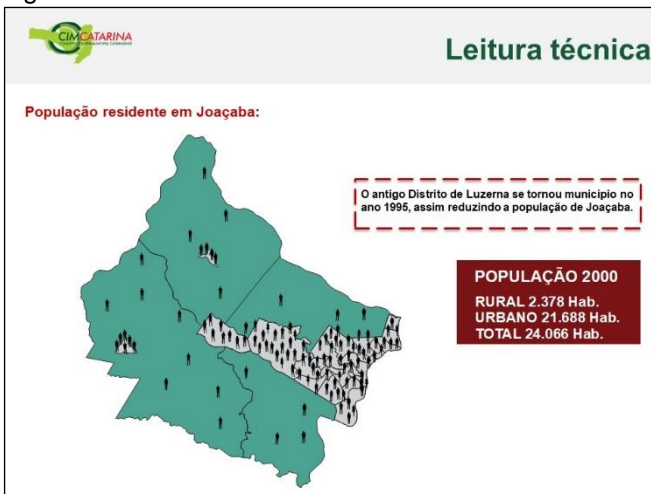 CIMCATARINA
Leitura técnica
População residente em Joaçaba:
O antigo Distrito de Luzerna se tornou município no
ano 1995, assim reduzindo a população de Joaçaba.
POPULAÇÃO 2000
RURAL 2.378 Hab.
URBANO 21.688 Hab.
TOTAL 24.066 Hab.